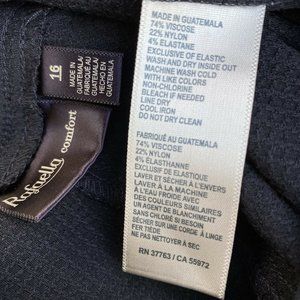 16
MADE IN
GUATEMALA/
FABRIQUÉ AU
GUATEMALA/
HECHO EN
GUATEMALA
Rafaella
comfort
MADE IN GUATEMALA
74% VISCOSE
22% NYLON
4% ELASTANE
EXCLUSIVE OF ELASTIC
WASH AND DRY INSIDE OUT
MACHINE WASH COLD
WITH LIKE COLORS
NON-CHLORINE
BLEACH IF NEEDED
LINE DRY
COOL IRON
DO NOT DRY CLEAN
FABRIQUÉ AU GUATEMALA
74% VISCOSE
22% NYLON
4% ELASTHANNE
EXCLUSIF D'ELASTIQUE
LAVER ET SÉCHER À L'ENVERS
LAVER À LA MACHINE
À L'EAU FROIDE AVEC
DES COULEURS SIMILAIRES
UN AGENT DE BLANCHIMENT
SANS CHLORE SI BESOIN
SÉCHER SUR UNE CORDE À LINGE
FER TIÈDE
NE PAS NETTOYER À SEC
RN 37763 / CA 55972